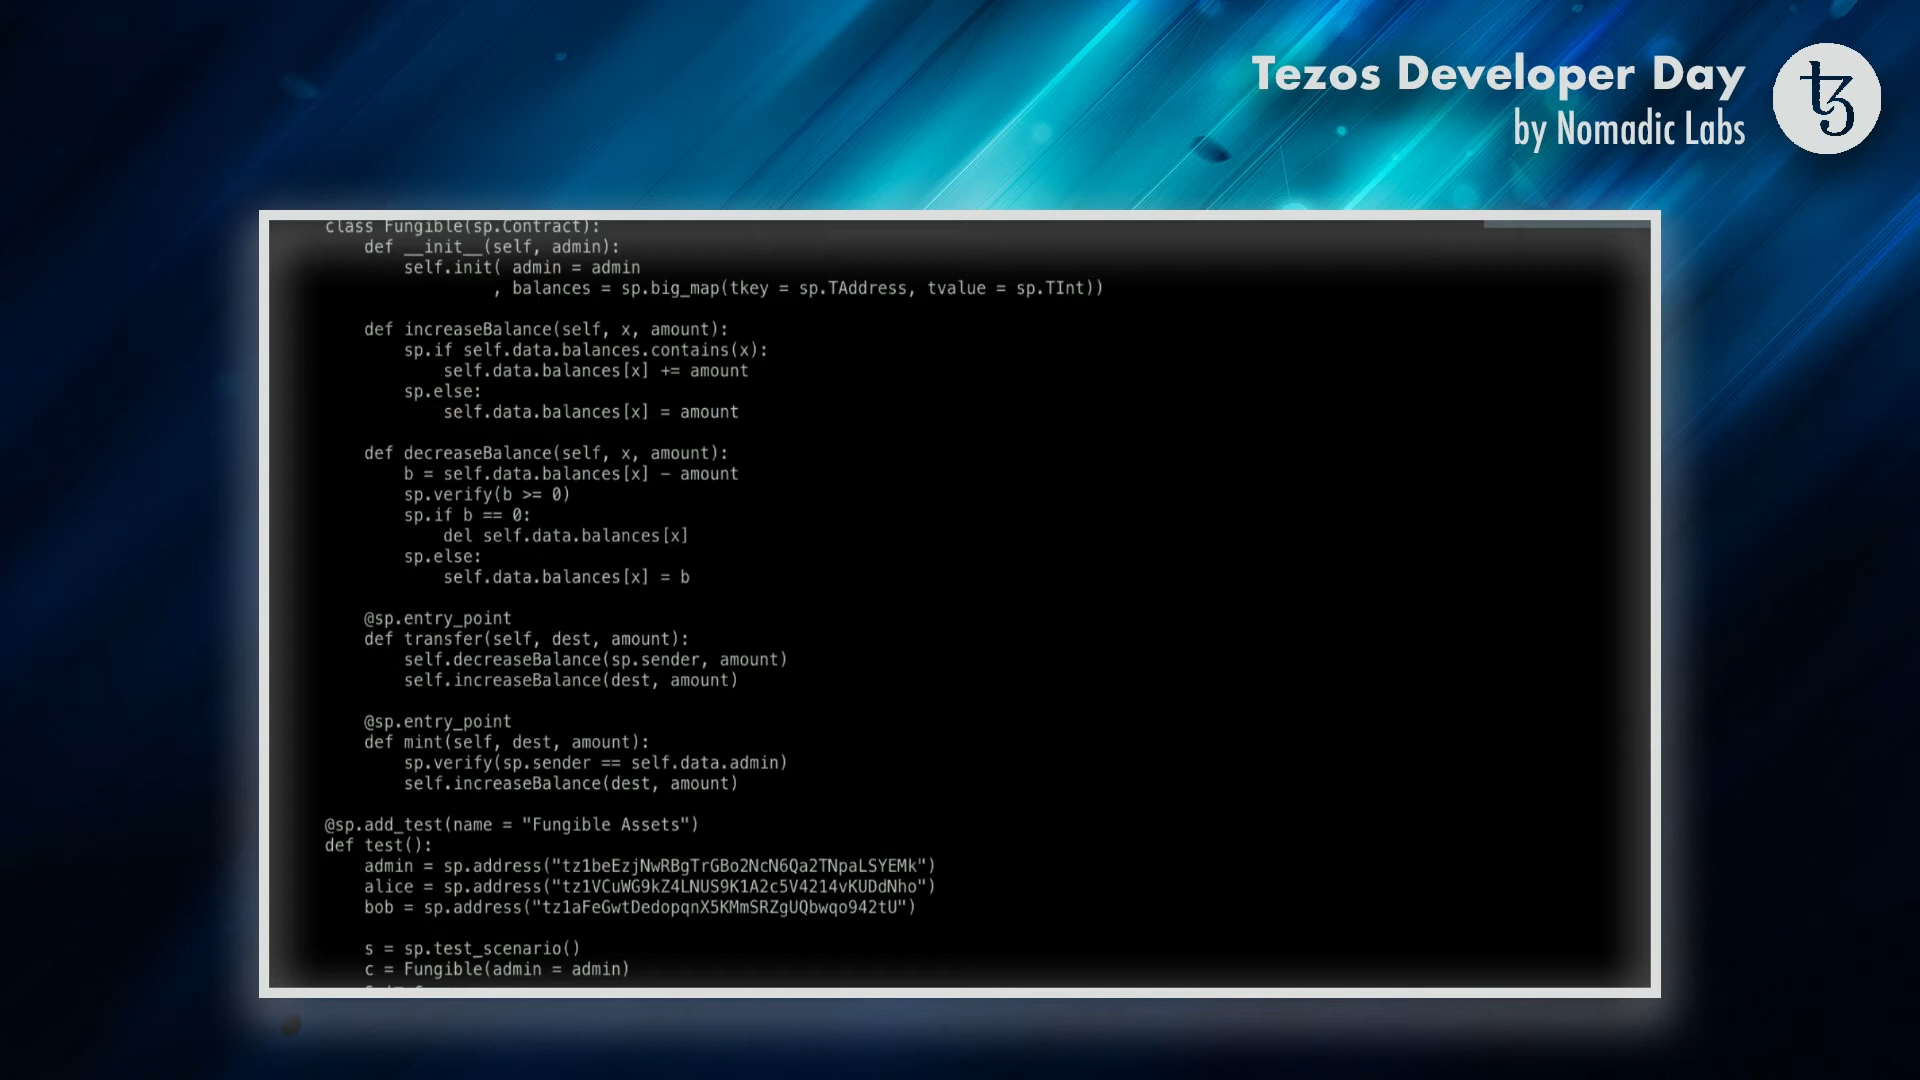 Tezos Developer Day
by Nomadic Labs
class Fungible(sp.Contract):
    def __init__(self, admin):
        self.init( admin = admin
                 , balances = sp.big_map(tkey = sp.TAddress, tvalue = sp.TInt))
    def increaseBalance(self, x, amount):
        sp.if self.data.balances.contains(x):
            self.data.balances[x] += amount
        sp.else:
            self.data.balances[x] = amount
    def decreaseBalance(self, x, amount):
        b = self.data.balances[x] - amount
        sp.verify(b >= 0)
        sp.if b == 0:
            del self.data.balances[x]
        sp.else:
            self.data.balances[x] = b
    @sp.entry_point
    def transfer(self, dest, amount):
        self.decreaseBalance(sp.sender, amount)
        self.increaseBalance(dest, amount)
    @sp.entry_point
    def mint(self, dest, amount):
        sp.verify(sp.sender == self.data.admin)
        self.increaseBalance(dest, amount)
@sp.add_test(name = "Fungible Assets")
def test():
    admin = sp.address("tz1beEzjNwRBgTrGBo2NcN6Qa2TNpaLSYEMk")
    alice = sp.address("tz1VCuWG9kZ4LNUS9K1A2c5V4214vKUDdNho")
    bob = sp.address("tz1aFeGwtDedopqnX5KMmSRZgUQbwqo942tU")
    s = sp.test_scenario()
    c = Fungible(admin = admin)